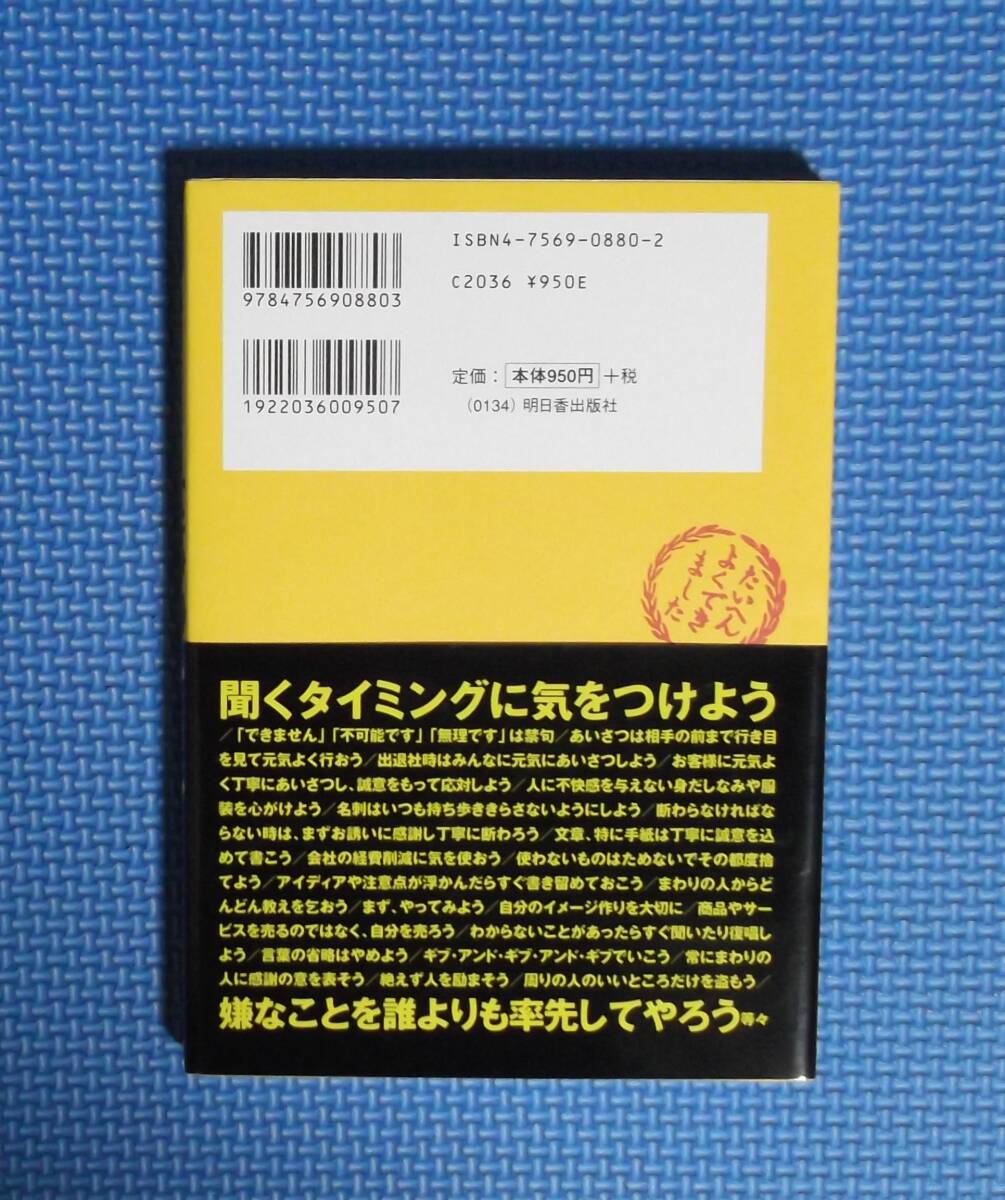 ISBN4-7569-0880-2
9784756908803
C2036 ¥950E
1922036009507
定価：本体950円＋税
（0134）明日香出版社
たいへん
よくでき
ました
聞くタイミングに気をつけよう
／「できません」「不可能です」「無理です」は禁句／あいさつは相手の前まで行き目
を見て元気よく行おう／出退社時はみんなに元気にあいさつしよう／お客様に元気よ
く丁寧にあいさつし、誠意をもって応対しよう／人に不快感を与えない身だしなみや服
装を心がけよう／名刺はいつも持ち歩ききらさないようにしよう／断わらなければな
らない時は、まずお誘いに感謝し丁寧に断わろう／文章、特に手紙は丁寧に誠意を込
めて書こう／会社の経費削減に気を使おう／使わないものはためないでその都度捨
てよう／アイディアや注意点が浮かんだらすぐ書き留めておこう／まわりの人からど
んどん教えを乞おう／まず、やってみよう／自分のイメージ作りを大切に／商品やサー
ビスを売るのではなく、自分を売ろう／わからないことがあったらすぐ聞いたり復唱し
よう／言葉の省略はやめよう／ギブ・アンド・ギブ・アンド・ギブでいこう／常にまわりの
人に感謝の意を表そう／絶えず人を励まそう／周りの人のいいところだけを盗もう／
嫌なことを誰よりも率先してやろう等々